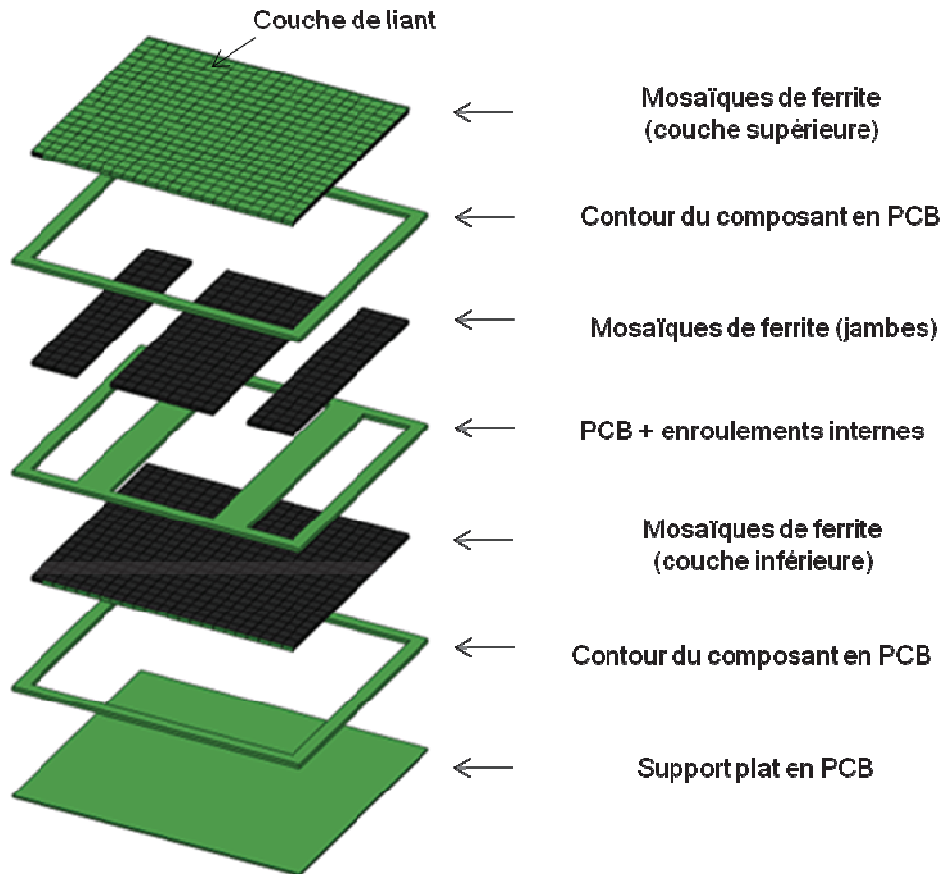 Couche de liant
Mosaïques de ferrite
(couche supérieure)
Contour du composant en PCB
Mosaïques de ferrite (jambes)
PCB + enroulements internes
Mosaïques de ferrite
(couche inférieure)
Contour du composant en PCB
Support plat en PCB